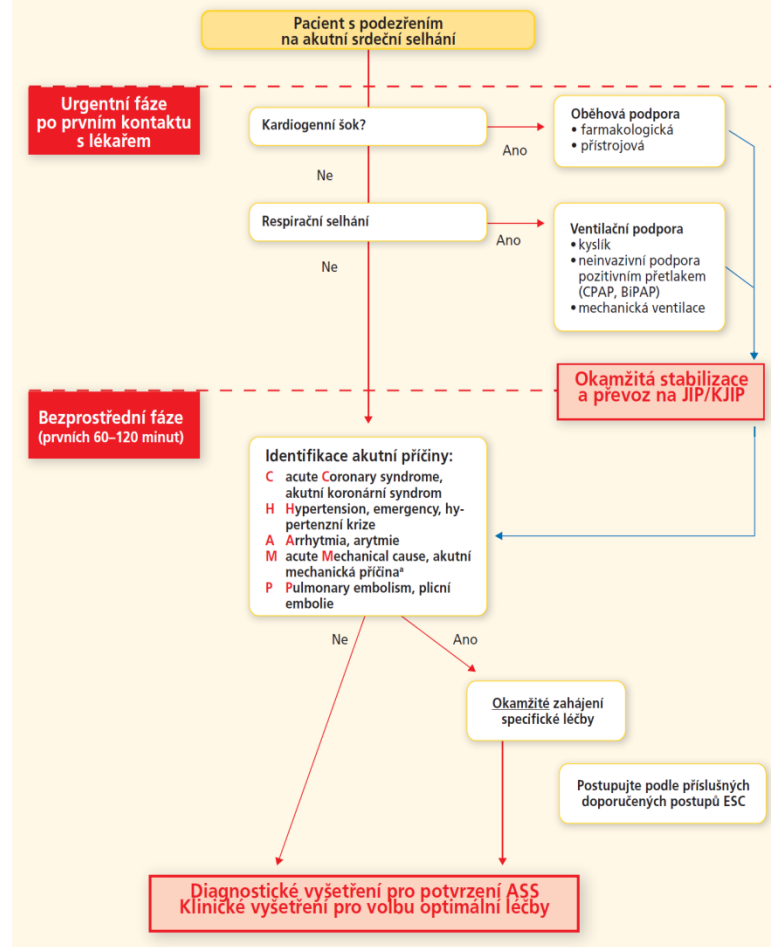 Pacient s podezřením
na akutní srdeční selhání
Urgentní fáze
po prvním kontaktu
s lékařem
Kardiogenní šok?
Ano
Oběhová podpora
• farmakologická
• přístrojová
Ne
Respirační selhání
Ano
Ventilační podpora
• kyslík
• neinvazivní podpora
pozitivním přetlakem
(CPAP, BiPAP)
• mechanická ventilace
Ne
Okamžitá stabilizace
a převoz na JIP/KJIP
Bezprostřední fáze
(prvních 60–120 minut)
Identifikace akutní příčiny:
C acute Coronary syndrome,
akutní koronární syndrom
H Hypertension, emergency, hy-
pertenzní krize
A Arrhytmia, arytmie
M acute Mechanical cause, akutní
mechanická příčinaᵃ
P Pulmonary embolism, plicní
embolie
Ne
Ano
Okamžité zahájení
specifické léčby
Postupujte podle příslušných
doporučených postupů ESC
Diagnostické vyšetření pro potvrzení ASS
Klinické vyšetření pro volbu optimální léčby